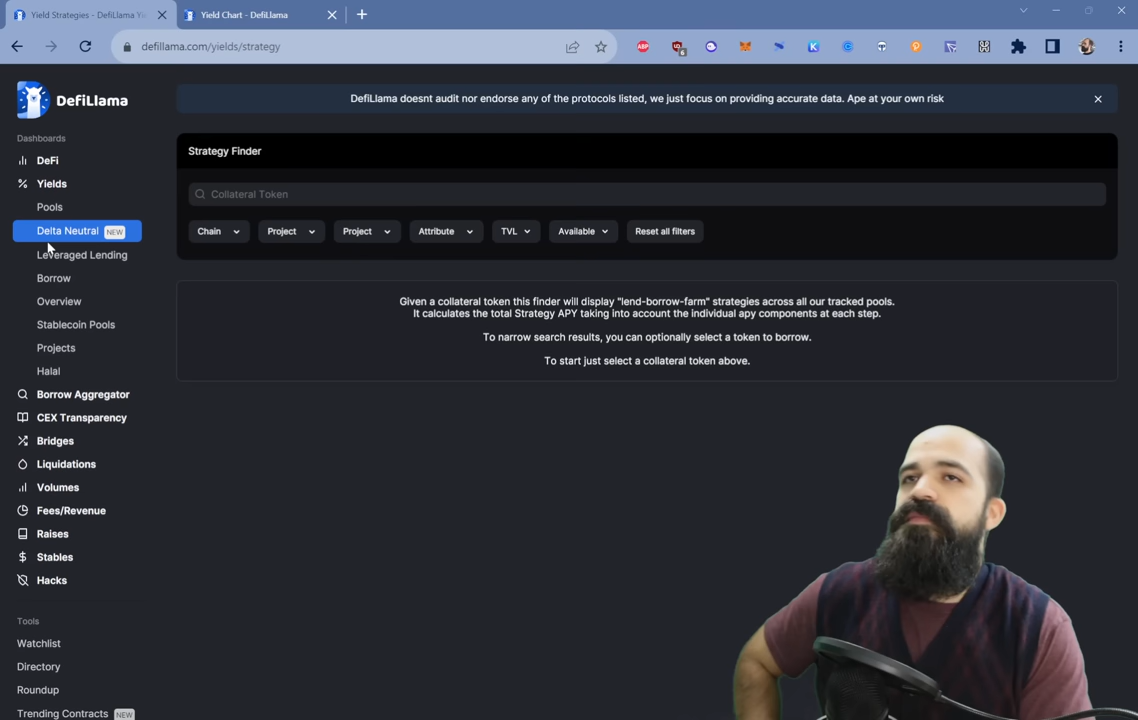 Yield Strategies - DefiLlama Yi
Yield Chart - DefiLlama
defillama.com/yields/strategy
ABP
6
DefiLlama
DefiLlama doesnt audit nor endorse any of the protocols listed, we just focus on providing accurate data. Ape at your own risk
Dashboards
DeFi
Yields
Pools
Delta Neutral NEW
Leveraged Lending
Borrow
Overview
Stablecoin Pools
Projects
Halal
Borrow Aggregator
CEX Transparency
Bridges
Liquidations
Volumes
Fees/Revenue
Raises
Stables
Hacks
Tools
Watchlist
Directory
Roundup
Trending Contracts NEW
Strategy Finder
Collateral Token
Chain
Project
Project
Attribute
TVL
Available
Reset all filters
Given a collateral token this finder will display "lend-borrow-farm" strategies across all our tracked pools.
It calculates the total Strategy APY taking into account the individual apy components at each step.
To narrow search results, you can optionally select a token to borrow.
To start just select a collateral token above.